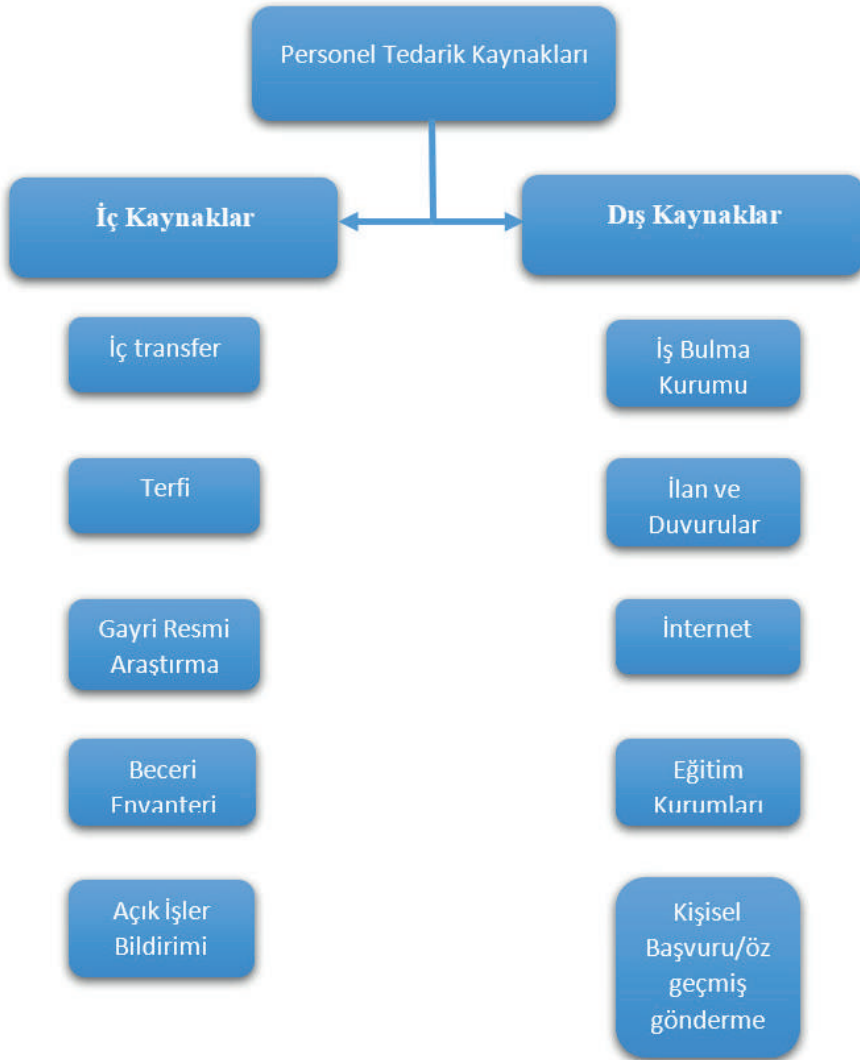 Personel Tedarik Kaynakları
İç Kaynaklar
Dış Kaynaklar
İç transfer
Terfi
Gayri Resmi
Araştırma
Beceri
Envanteri
Açık İşler
Bildirimi
İş Bulma
Kurumu
İlan ve
Duvurular
İnternet
Eğitim
Kurumları
Kişisel
Başvuru/öz
geçmiş
gönderme